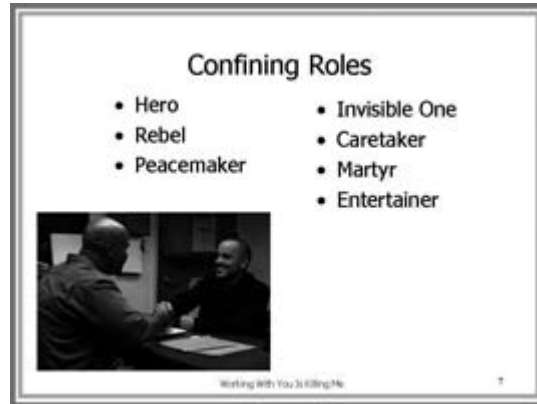 Confining Roles
• Hero
• Rebel
• Peacemaker
• Invisible One
• Caretaker
• Martyr
• Entertainer
Working With You Is Killing Me
7